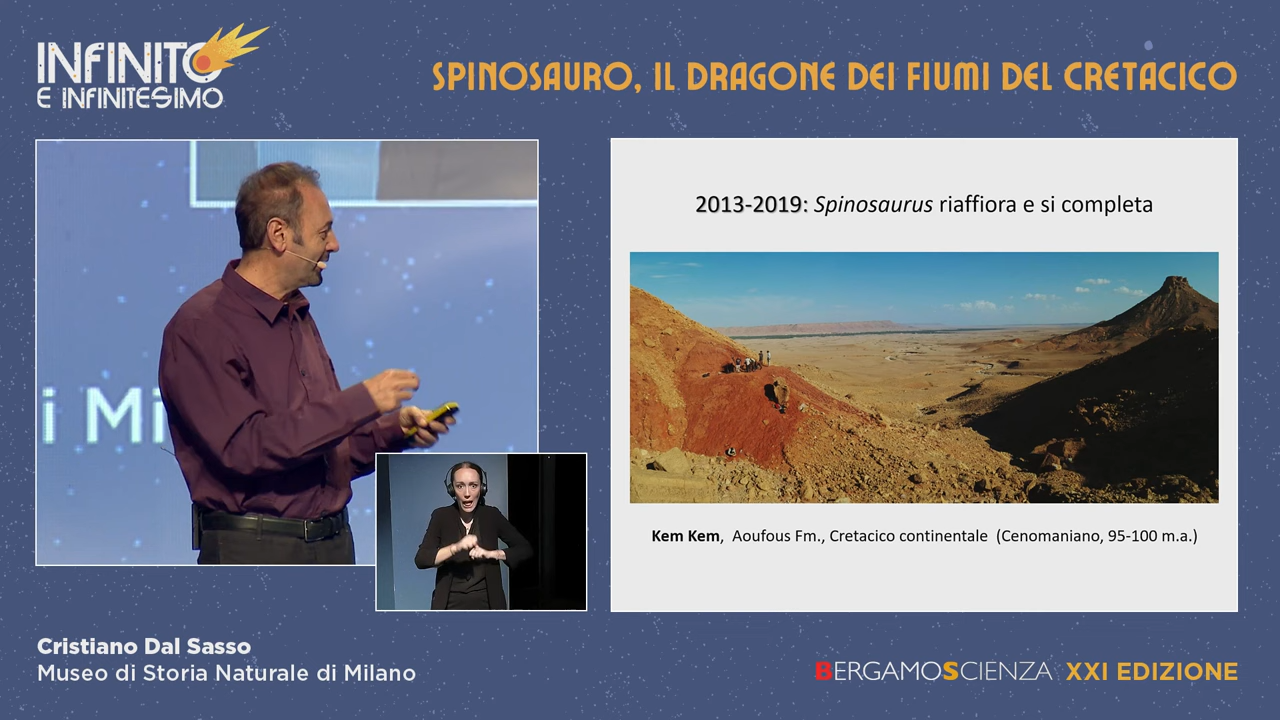 INFINITO
E INFINITESIMO
SPINOSAURO, IL DRAGONE DEI FIUMI DEL CRETACICO
2013-2019: Spinosaurus riaffiora e si completa
i Mi
Kem Kem, Aoufous Fm., Cretacico continentale (Cenomaniano, 95-100 m.a.)
Cristiano Dal Sasso
Museo di Storia Naturale di Milano
BERGAMOSCIENZA XXI EDIZIONE